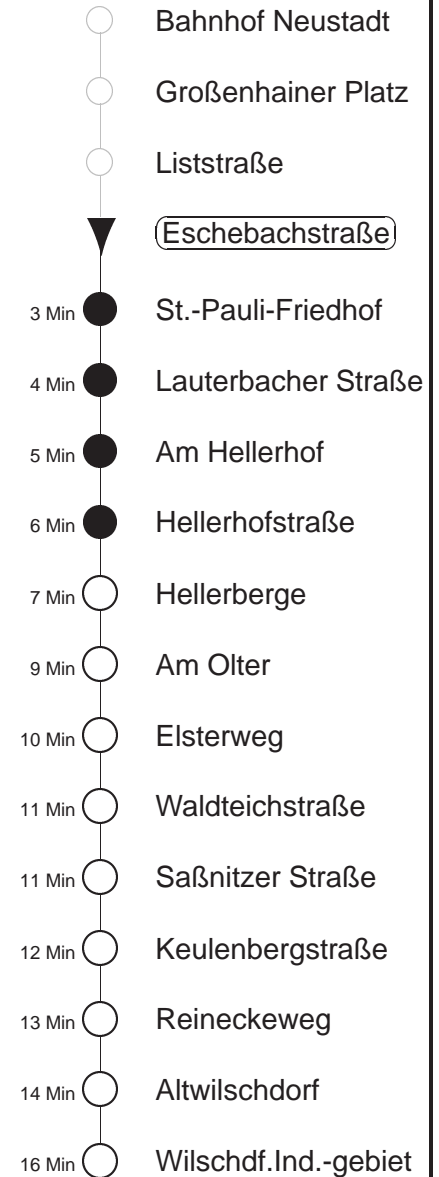 Bahnhof Neustadt
Großenhainer Platz
Liststraße
Eschebachstraße
3 Min St.-Pauli-Friedhof
4 Min Lauterbacher Straße
5 Min Am Hellerhof
6 Min Hellerhofstraße
7 Min Hellerberge
9 Min Am Olter
10 Min Elsterweg
11 Min Waldteichstraße
11 Min Saßnitzer Straße
12 Min Keulenbergstraße
13 Min Reineckeweg
14 Min Altwilschdorf
16 Min Wilschdf.Ind.-gebiet